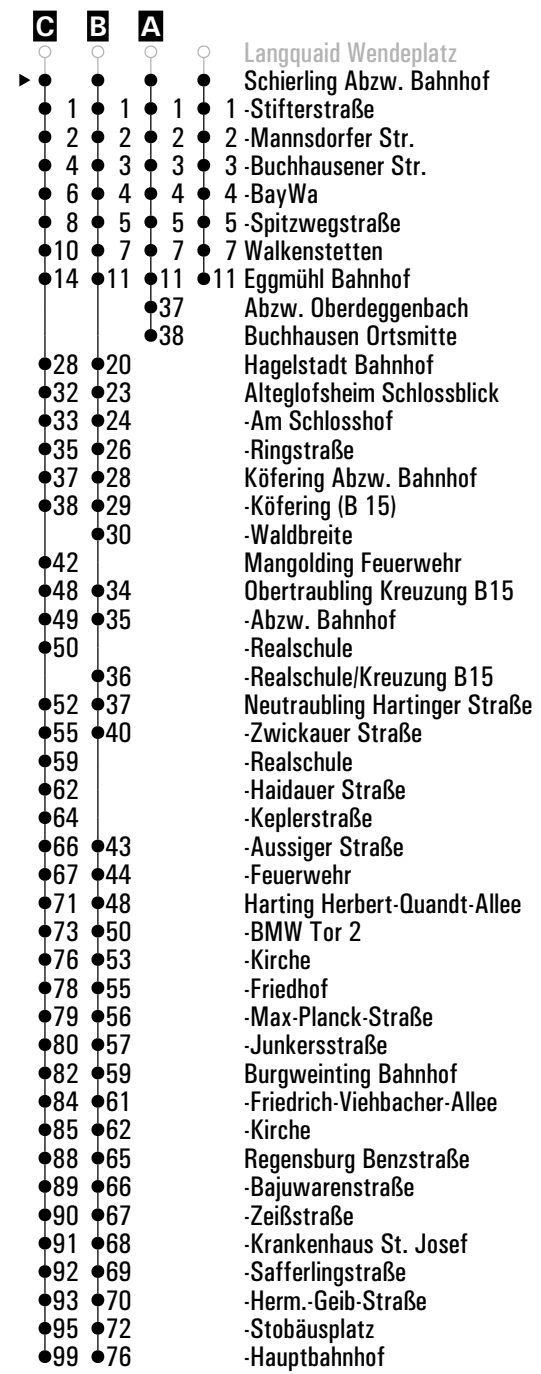 C B A
Langquaid Wendeplatz
Schierling Abzw. Bahnhof
1 1 1 1 -Stifterstraße
2 2 2 2 -Mannsdorfer Str.
4 3 3 3 -Buchhausener Str.
6 4 4 4 -BayWa
8 5 5 5 -Spitzwegstraße
10 7 7 7 Walkenstetten
14 11 11 11 Eggmühl Bahnhof
37 Abzw. Oberdeggenbach
38 Buchhausen Ortsmitte
28 20 Hagelstadt Bahnhof
32 23 Alteglofsheim Schlossblick
33 24 -Am Schlosshof
35 26 -Ringstraße
37 28 Köfering Abzw. Bahnhof
38 29 -Köfering (B 15)
30 -Waldbreite
42 Mangolding Feuerwehr
48 34 Obertraubling Kreuzung B15
49 35 -Abzw. Bahnhof
50 -Realschule
36 -Realschule/Kreuzung B15
52 37 Neutraubling Hartinger Straße
55 40 -Zwickauer Straße
59 -Realschule
62 -Haidauer Straße
64 -Keplerstraße
66 43 -Aussiger Straße
67 44 -Feuerwehr
71 48 Harting Herbert-Quandt-Allee
73 50 -BMW Tor 2
76 53 -Kirche
78 55 -Friedhof
79 56 -Max-Planck-Straße
80 57 -Junkersstraße
82 59 Burgweinting Bahnhof
84 61 -Friedrich-Viehbacher-Allee
85 62 -Kirche
88 65 Regensburg Benzstraße
89 66 -Bajuwarenstraße
90 67 -Zeißstraße
91 68 -Krankenhaus St. Josef
92 69 -Safferlingstraße
93 70 -Herm.-Geib-Straße
95 72 -Stobäusplatz
99 76 -Hauptbahnhof